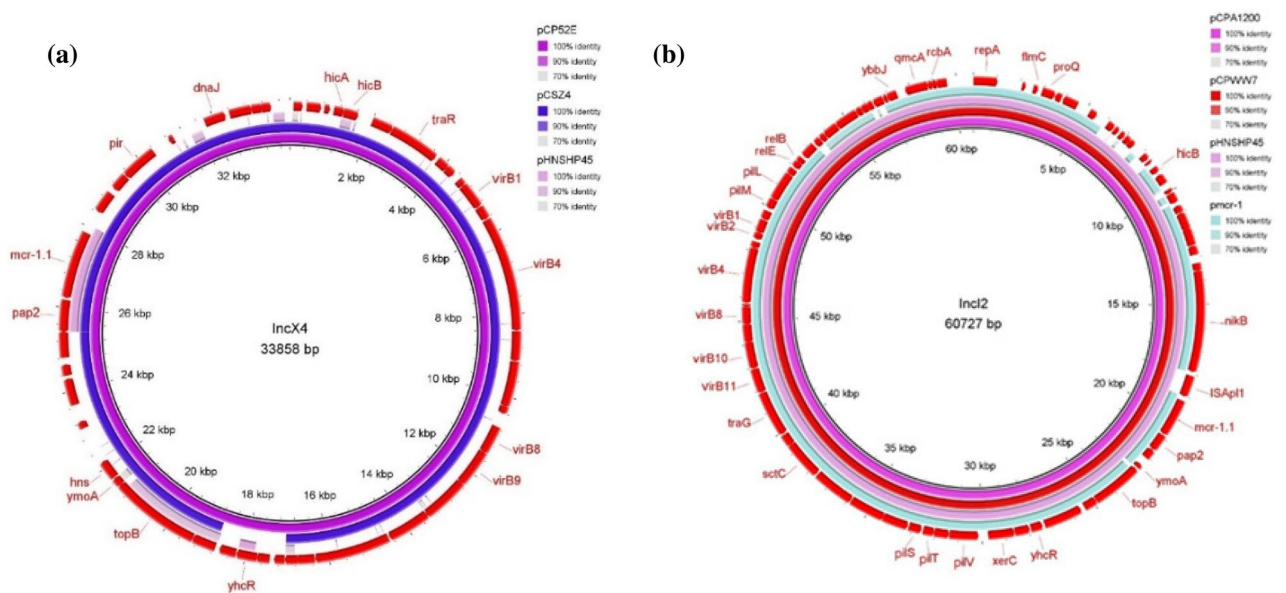 (a)
pCP52E
100% identity
90% identity
70% identity
pCSZ4
100% identity
90% identity
70% identity
pHNSHP45
100% identity
90% identity
70% identity
hicA
hicB
traR
virB1
virB4
virB8
virB9
yhcR
topB
ymoA
hns
pap2
mcr-1.1
pir
dnaJ
2 kbp
4 kbp
6 kbp
8 kbp
10 kbp
12 kbp
14 kbp
16 kbp
18 kbp
20 kbp
22 kbp
24 kbp
26 kbp
28 kbp
30 kbp
32 kbp
IncX4
33858 bp
(b)
pCPA1200
100% identity
90% identity
70% identity
pCPWW7
100% identity
90% identity
70% identity
pHNSHP45
100% identity
90% identity
70% identity
pmcr-1
100% identity
90% identity
70% identity
repA
flmC
proQ
hicB
nikB
ISApl1
mcr-1.1
pap2
ymoA
topB
yhcR
xerC
pilV
pilT
pilS
sctC
traG
virB11
virB10
virB8
virB4
virB2
virB1
pilM
pilL
relE
relB
ybbJ
qmcA
rcbA
5 kbp
10 kbp
15 kbp
20 kbp
25 kbp
30 kbp
35 kbp
40 kbp
45 kbp
50 kbp
55 kbp
60 kbp
IncI2
60727 bp